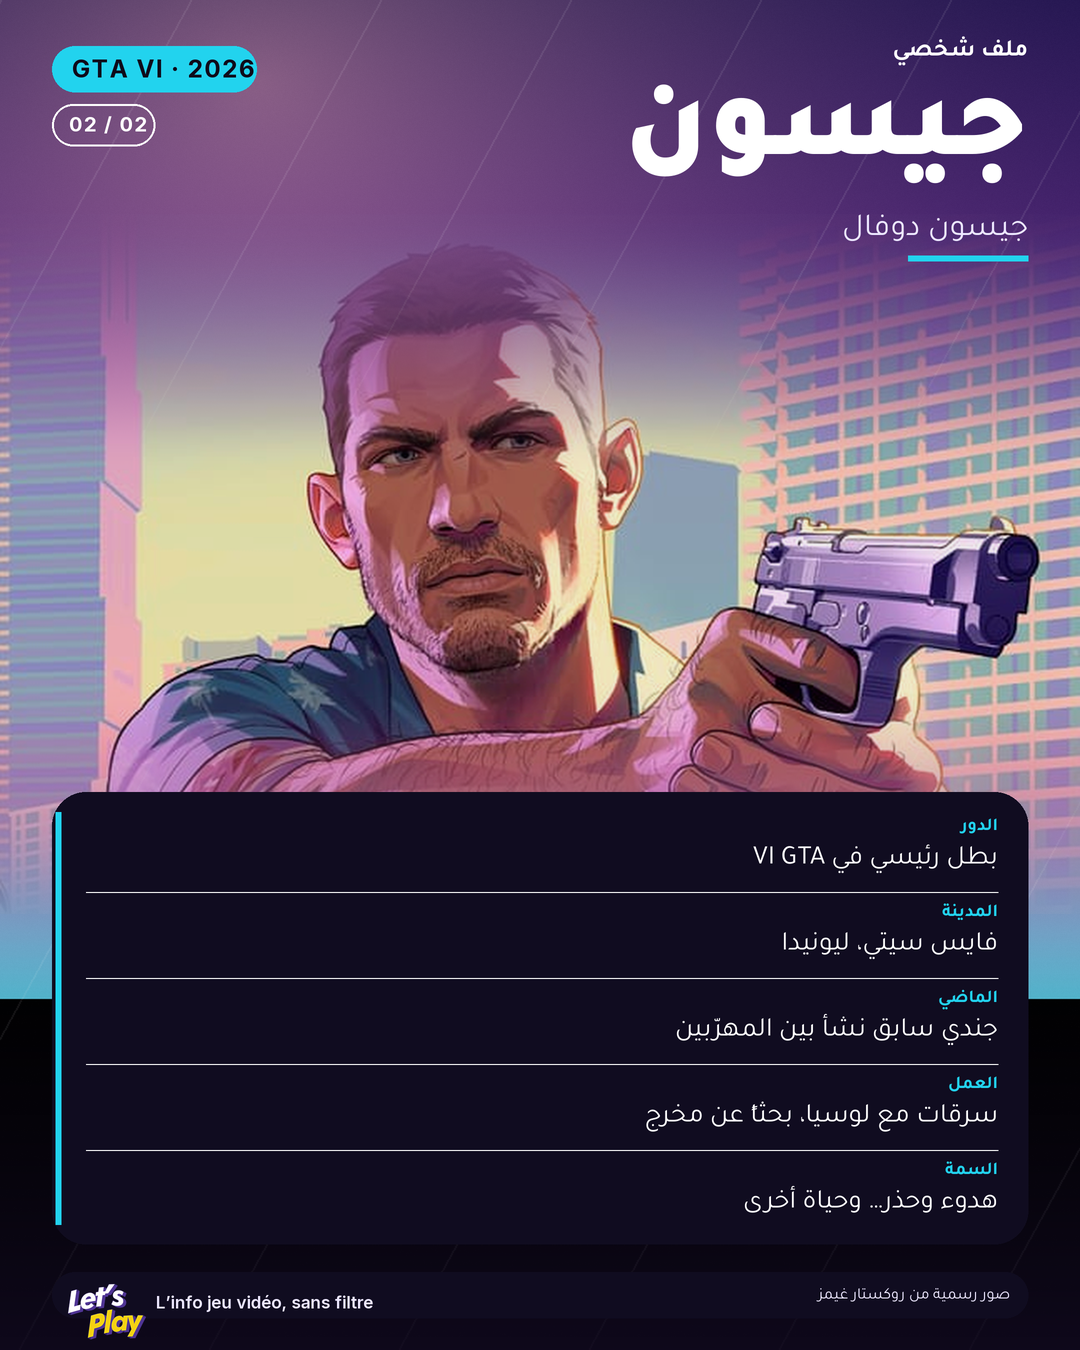 ملف شخصي
GTA VI · 2026
جيسون
02 / 02
جيسون دوفال
الدور
بطل رئيسي في VI GTA
المدينة
فايس سيتي، ليونيدا
الماضي
جندي سابق نشأ بين المهرّبين
العمل
سرقات مع لوسيا، بحثًا عن مخرج
السمة
هدوء وحذر… وحياة أخرى
صور رسمية من روكستار غيمز
Let's Play
L'info jeu vidéo, sans filtre